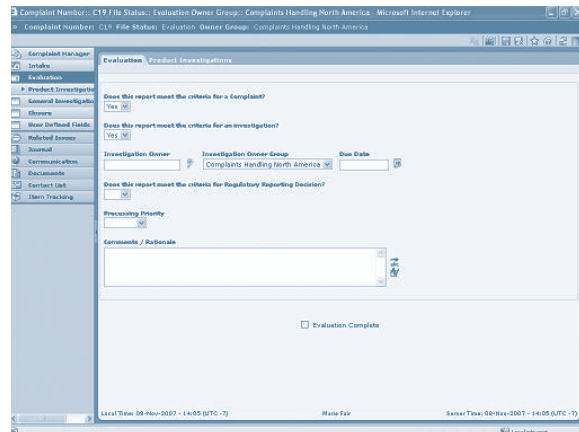 Complaint Number:: C19 File Status:: Evaluation Owner Group:: Complaints Handling North America - Microsoft Internet Explorer
Complaint Number: C19 File Status: Evaluation Owner Group: Complaints Handling North America
Complaint Manager
Intake
Evaluation
Product Investigatio
General Investigatio
Closure
User Defined Fields
Related Issues
Journal
Communication
Documents
Contact List
Item Tracking
Evaluation Product Investigations
Does this report meet the criteria for a Complaint?
Yes
Does this report meet the criteria for an investigation?
Yes
Investigation Owner Investigation Owner Group Due Date
Complaints Handling North America
Does this report meet the criteria for Regulatory Reporting Decision?
Processing Priority
Comments / Rationale
abc
Evaluation Complete
Local Time: 08-Nov-2007 - 14:05 (UTC -7) Marie Fair Server Time: 08-Nov-2007 - 14:05 (UTC -7)